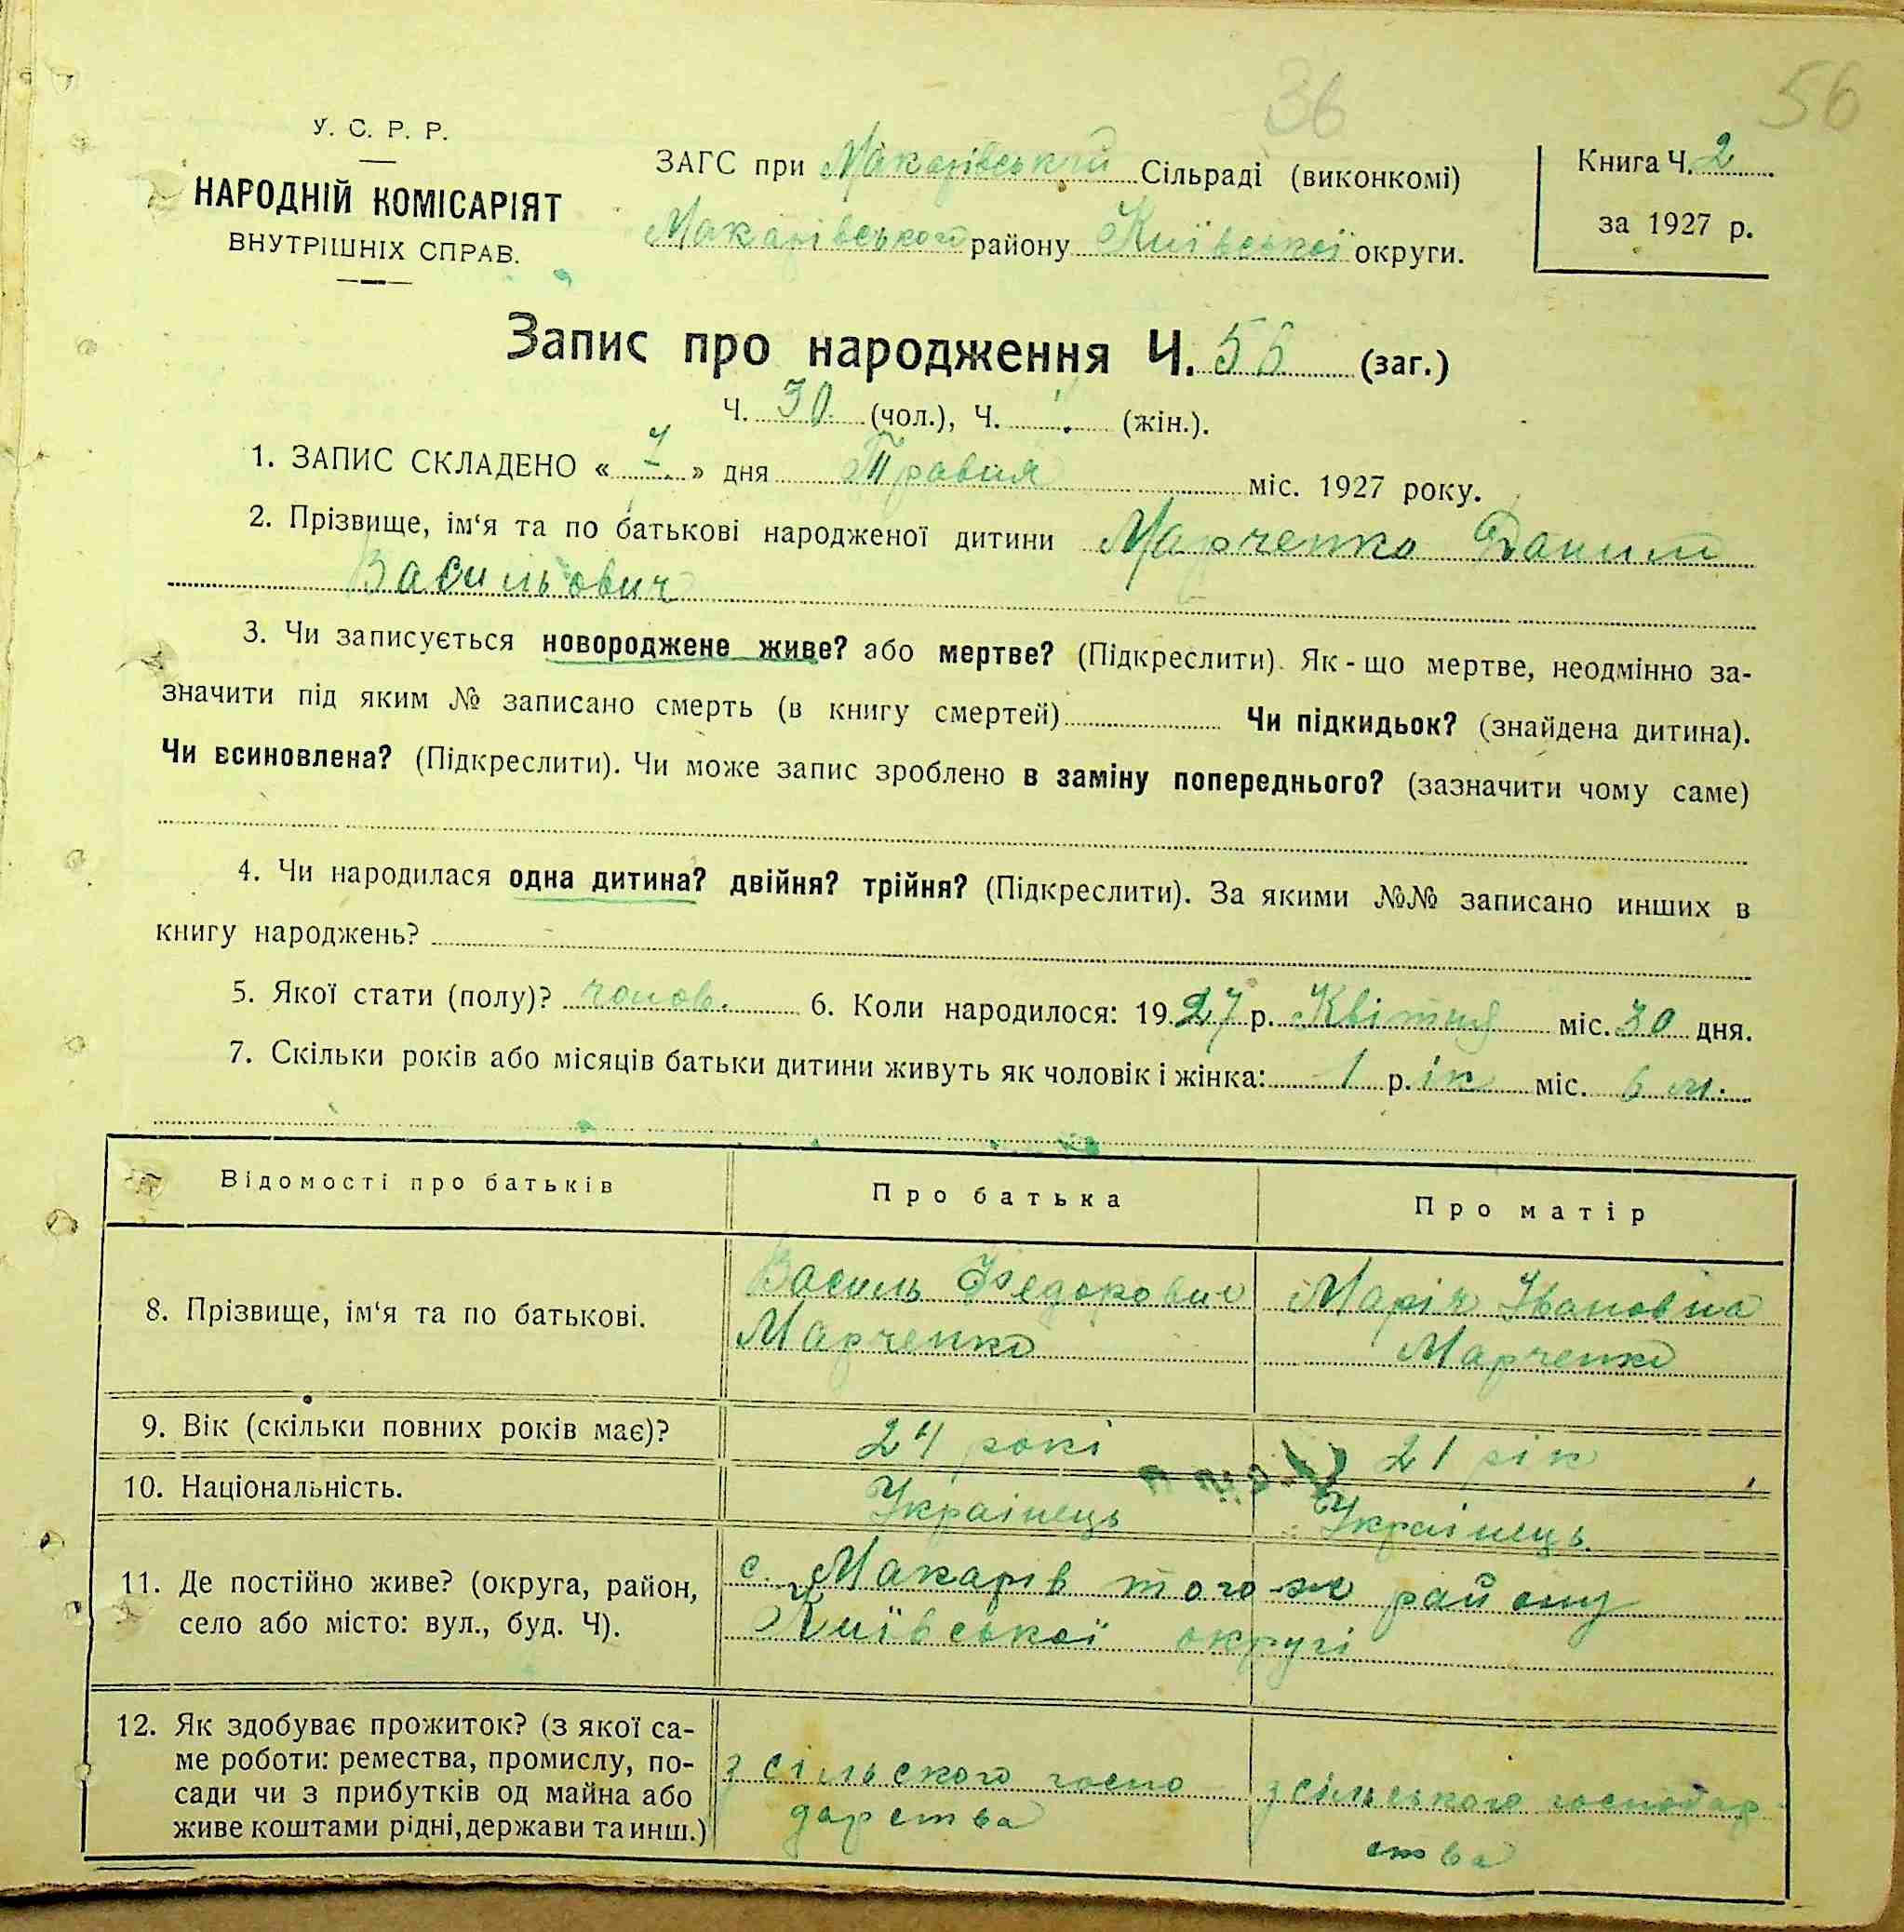 36
56
У. С. Р. Р.
НАРОДНІЙ КОМІСАРІЯТ
ВНУТРІШНІХ СПРАВ.
ЗАГС при Макарівській Сільраді (виконкомі)
Макарівського району Київської округи.
Книга Ч. 2
за 1927 р.
Запис про народження Ч. 56 (заг.)
Ч. 30 (чол.), Ч. (жін.).
1. ЗАПИС СКЛАДЕНО « 7 » дня Травня міс. 1927 року.
2. Прізвище, ім‘я та по батькові народженої дитини Марченко Данило
Васильович
3. Чи записується новороджене живе? або мертве? (Підкреслити). Як-що мертве, неодмінно за-
значити під яким № записано смерть (в книгу смертей) Чи підкидьок? (знайдена дитина).
Чи всиновлена? (Підкреслити). Чи може запис зроблено в заміну попереднього? (зазначити чому саме)
4. Чи народилася одна дитина? двійня? трійня? (Підкреслити). За якими №№ записано инших в
книгу народжень?
5. Якої стати (полу)? чолов. 6. Коли народилося: 1927 р. Квітня міс. 30 дня.
7. Скільки років або місяців батьки дитини живуть як чоловік і жінка: 1 р.ік міс. 6 м.
Відомості про батьків Про батька Про матір
8. Прізвище, ім‘я та по батькові.
Василь Федорович
Марченко
Марія Івановна
Марченко
9. Вік (скільки повних років має)? 24 рокі 21 рік
10. Національність. Українець Українець.
11. Де постійно живе? (округа, район,
село або місто: вул., буд. Ч).
с. Макарів того-ж району
Київської округі
12. Як здобуває прожиток? (з якої са-
ме роботи: ремества, промислу, по-
сади чи з прибутків од майна або
живе коштами рідні, держави та инш.)
з сільского госпо
дарства
з сільського господар
ства